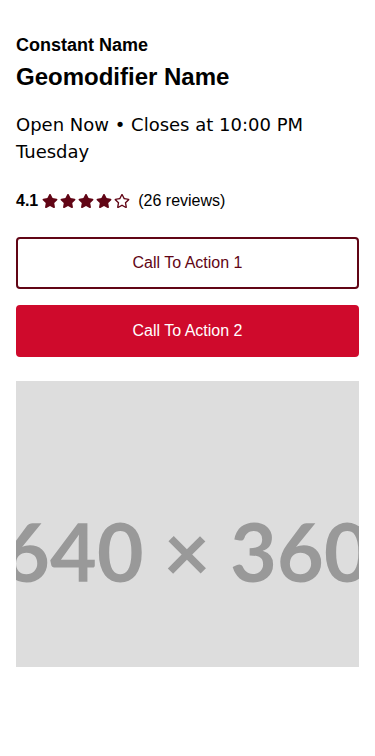 Constant Name
Geomodifier Name
Open Now • Closes at 10:00 PM
Tuesday
4.1 (26 reviews)
Call To Action 1
Call To Action 2
640 × 360